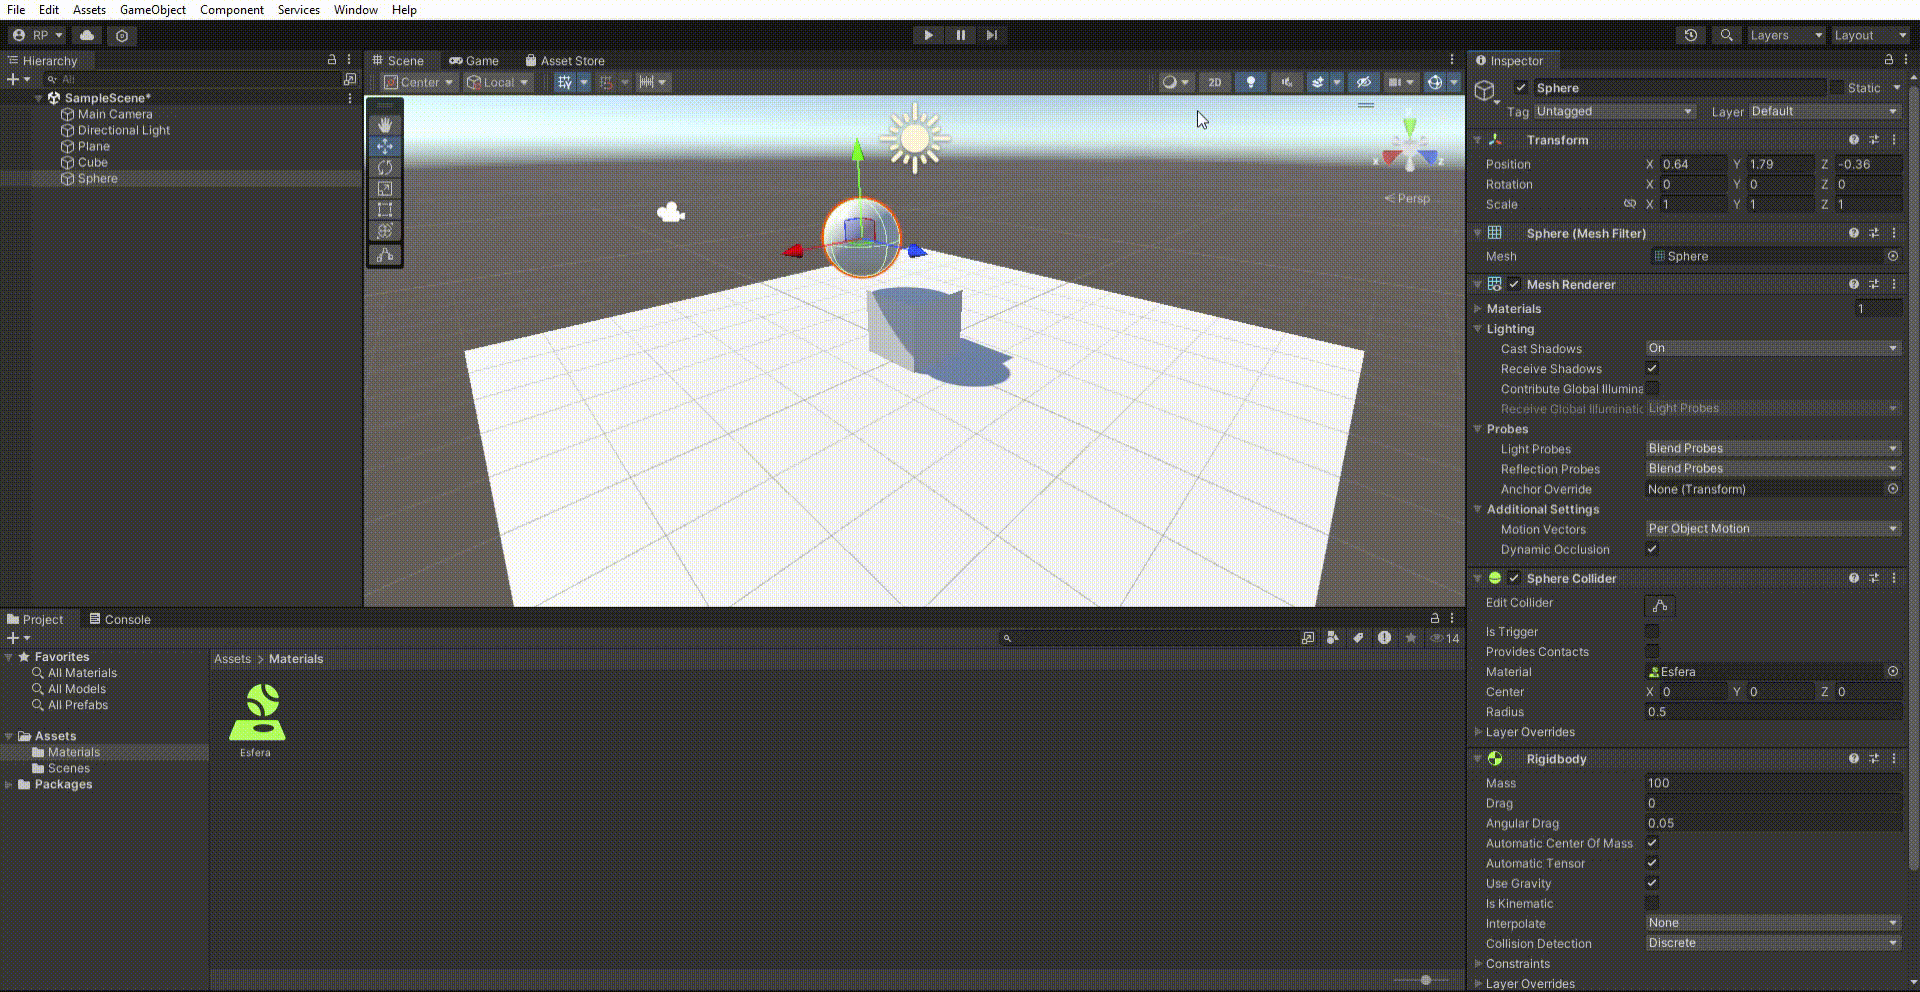 File Edit Assets GameObject Component Services Window Help
RP Layers Layout
Hierarchy
All
SampleScene*
Main Camera
Directional Light
Plane
Cube
Sphere
Scene Game Asset Store
Center Local 2D
x z
< Persp
Inspector
Sphere Static
Tag Untagged Layer Default
Transform
Position X 0.64 Y 1.79 Z -0.36
Rotation X 0 Y 0 Z 0
Scale X 1 Y 1 Z 1
Sphere (Mesh Filter)
Mesh Sphere
Mesh Renderer
Materials 1
Lighting
Cast Shadows On
Receive Shadows
Contribute Global Illumina
Receive Global Illuminatic Light Probes
Probes
Light Probes Blend Probes
Reflection Probes Blend Probes
Anchor Override None (Transform)
Additional Settings
Motion Vectors Per Object Motion
Dynamic Occlusion
Sphere Collider
Edit Collider
Is Trigger
Provides Contacts
Material Esfera
Center X 0 Y 0 Z 0
Radius 0.5
Layer Overrides
Rigidbody
Mass 100
Drag 0
Angular Drag 0.05
Automatic Center Of Mass
Automatic Tensor
Use Gravity
Is Kinematic
Interpolate None
Collision Detection Discrete
Constraints
Layer Overrides
Project Console
14
Favorites
All Materials
All Models
All Prefabs
Assets
Materials
Scenes
Packages
Assets > Materials
Esfera